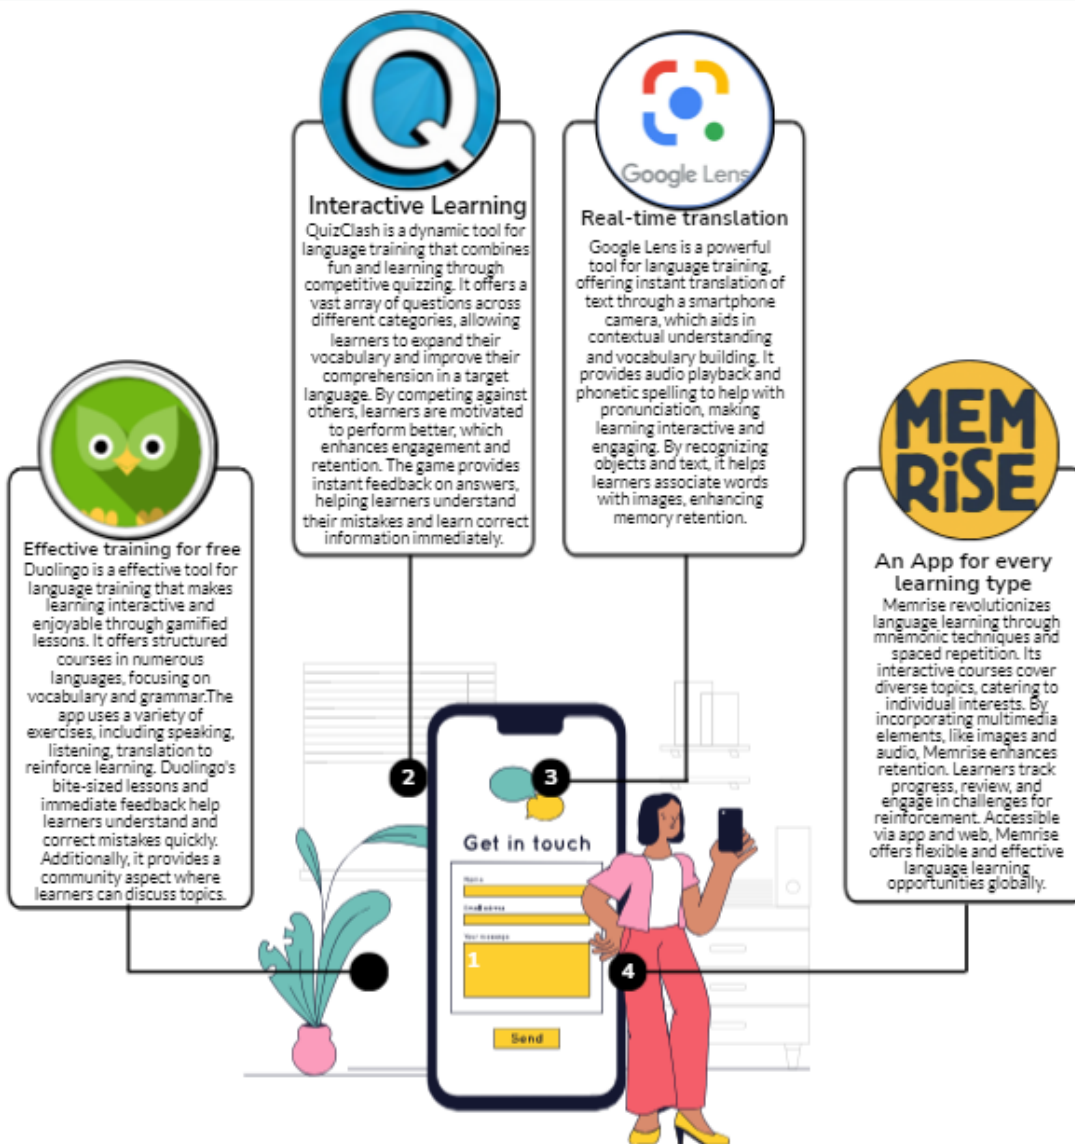 Q
Interactive Learning
QuizClash is a dynamic tool for
language training that combines
fun and learning through
competitive quizzing. It offers a
vast array of questions across
different categories, allowing
learners to expand their
vocabulary and improve their
comprehension in a target
language. By competing against
others, learners are motivated
to perform better, which
enhances engagement and
retention. The game provides
instant feedback on answers,
helping learners understand
their mistakes and learn correct
information immediately.
Google Lens
Real-time translation
Google Lens is a powerful
tool for language training,
offering instant translation of
text through a smartphone
camera, which aids in
contextual understanding
and vocabulary building. It
provides audio playback and
phonetic spelling to help with
pronunciation, making
learning interactive and
engaging. By recognizing
objects and text, it helps
learners associate words
with images, enhancing
memory retention.
Effective training for free
Duolingo is a effective tool for
language training that makes
learning interactive and
enjoyable through gamified
lessons. It offers structured
courses in numerous
languages, focusing on
vocabulary and grammar.The
app uses a variety of
exercises, including speaking,
listening, translation to
reinforce learning. Duolingo's
bite-sized lessons and
immediate feedback help
learners understand and
correct mistakes quickly.
Additionally, it provides a
community aspect where
learners can discuss topics.
MEM
RiSE
An App for every
learning type
Memrise revolutionizes
language learning through
mnemonic techniques and
spaced repetition. Its
interactive courses cover
diverse topics, catering to
individual interests. By
incorporating multimedia
elements, like images and
audio, Memrise enhances
retention. Learners track
progress, review, and
engage in challenges for
reinforcement. Accessible
via app and web, Memrise
offers flexible and effective
language learning
opportunities globally.
2
3
Get in touch
Name
Email adress
Your message
1
4
Send